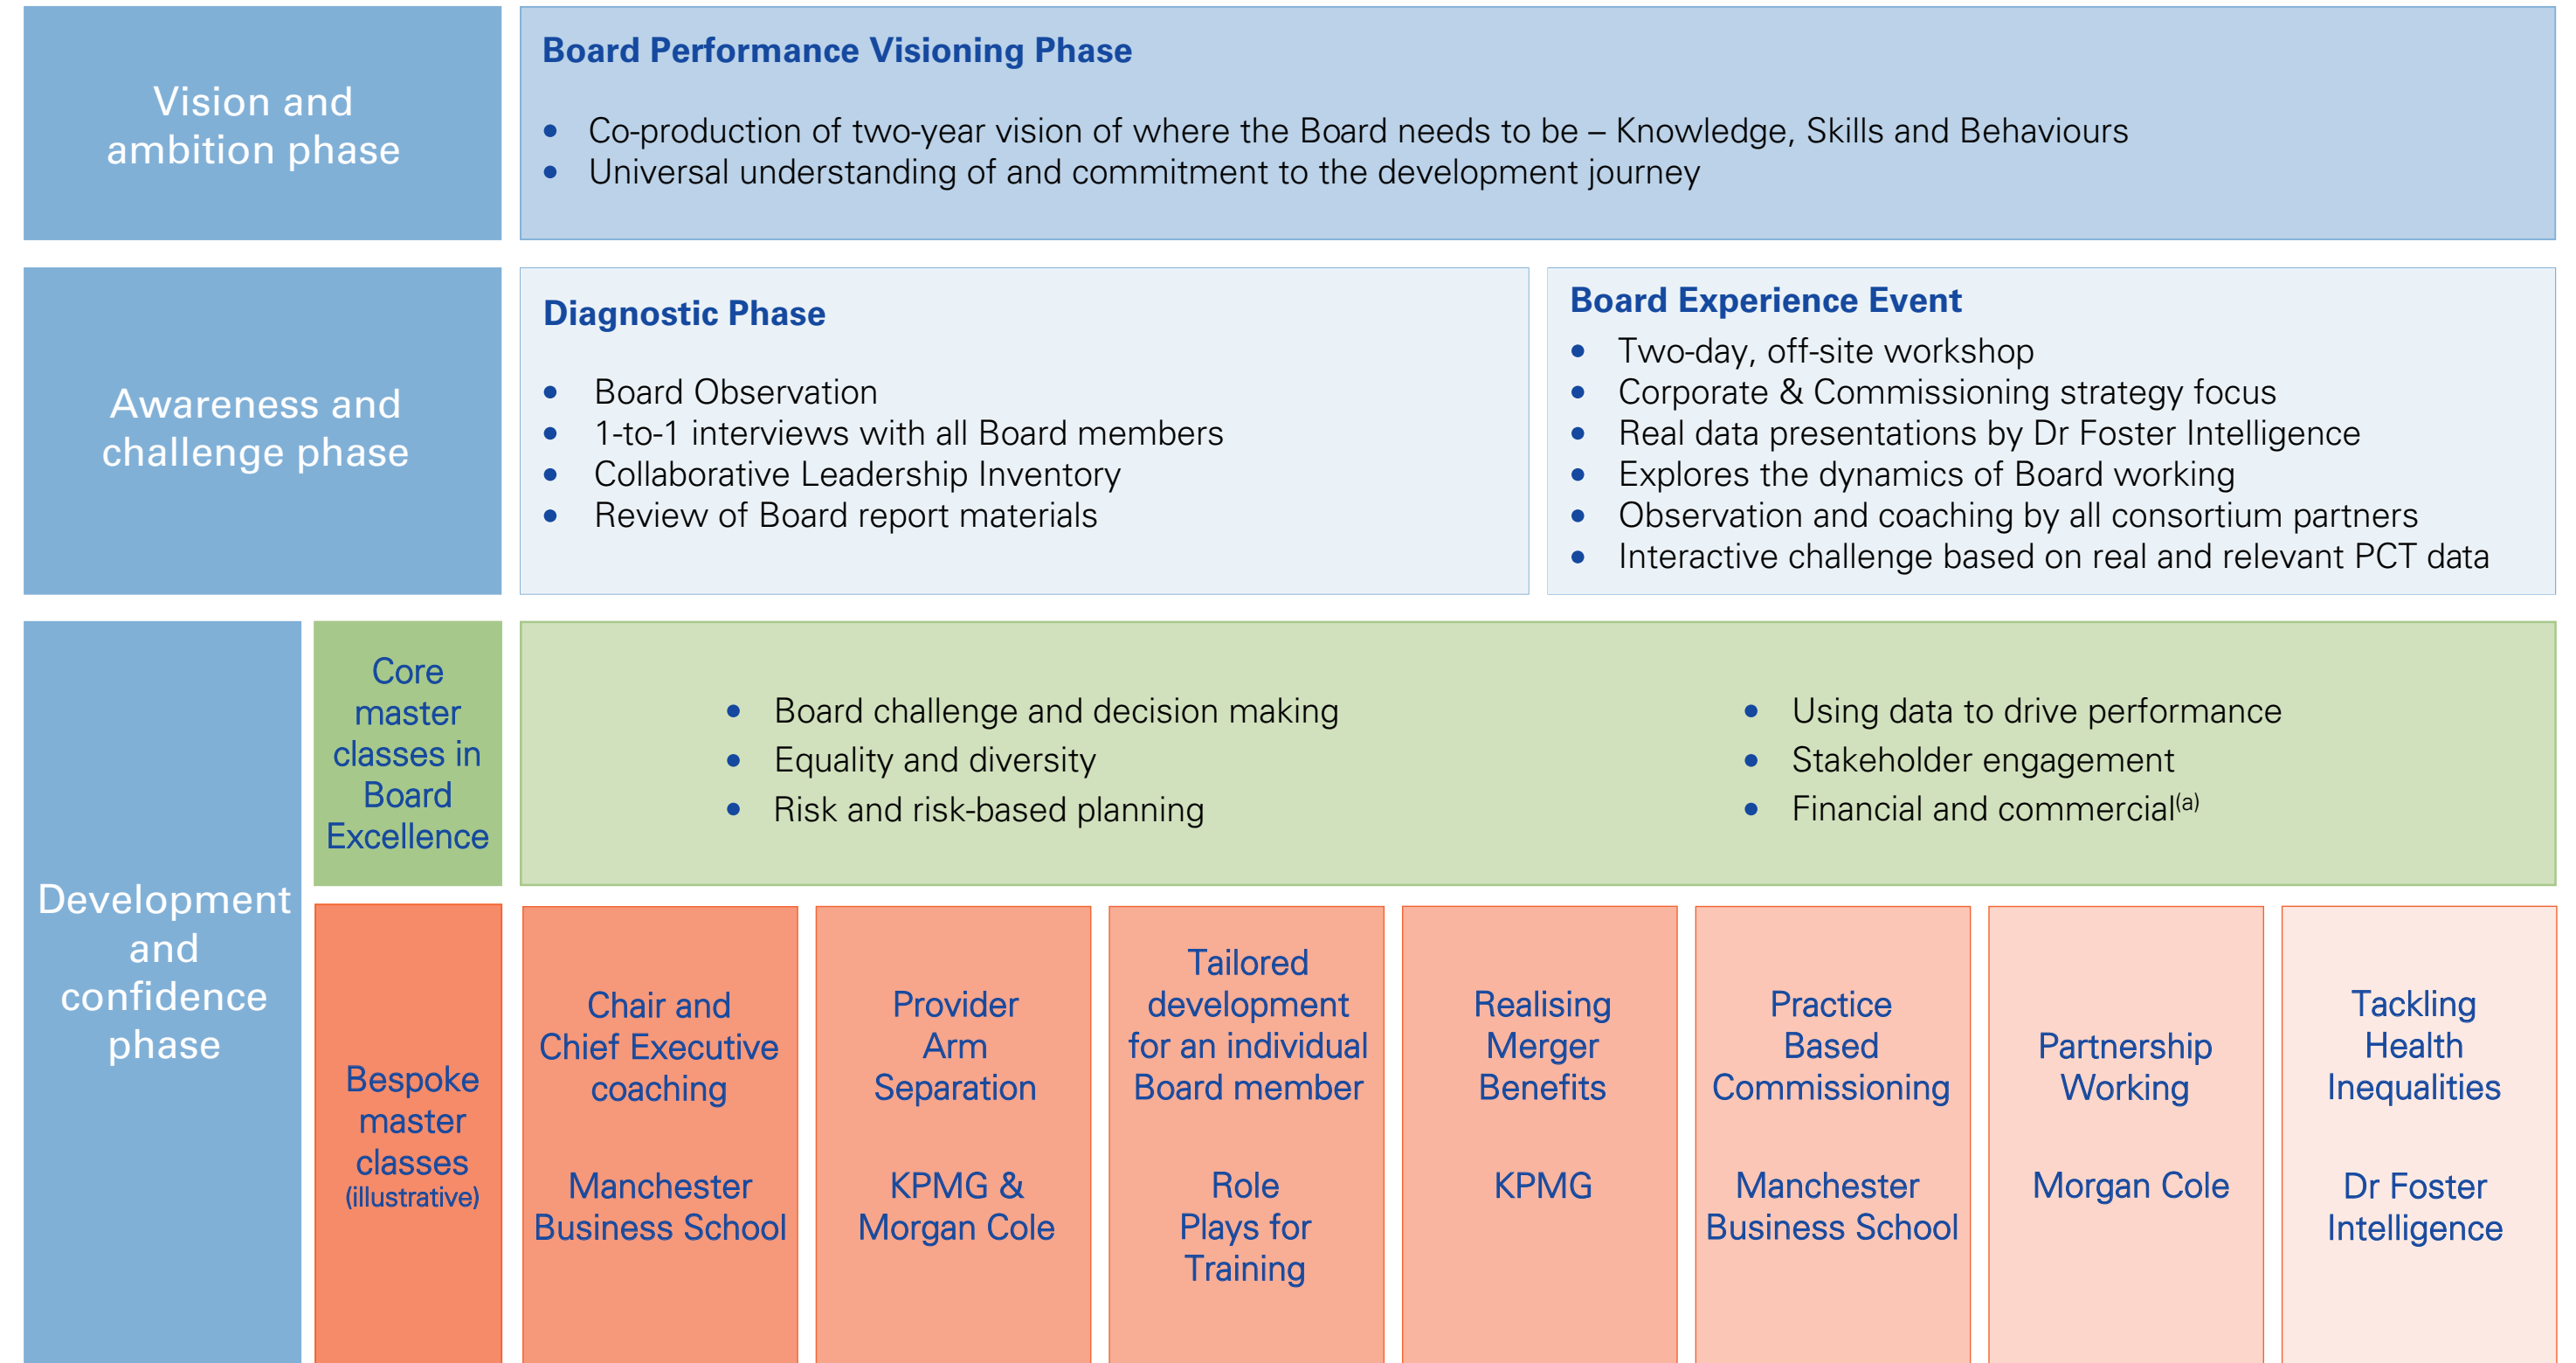 Vision and
ambition phase
Board Performance Visioning Phase
• Co-production of two-year vision of where the Board needs to be – Knowledge, Skills and Behaviours
• Universal understanding of and commitment to the development journey
Awareness and
challenge phase
Diagnostic Phase
• Board Observation
• 1-to-1 interviews with all Board members
• Collaborative Leadership Inventory
• Review of Board report materials
Board Experience Event
• Two-day, off-site workshop
• Corporate & Commissioning strategy focus
• Real data presentations by Dr Foster Intelligence
• Explores the dynamics of Board working
• Observation and coaching by all consortium partners
• Interactive challenge based on real and relevant PCT data
Development
and
confidence
phase
Core
master
classes in
Board
Excellence
• Board challenge and decision making
• Equality and diversity
• Risk and risk-based planning
• Using data to drive performance
• Stakeholder engagement
• Financial and commercial(a)
Bespoke
master
classes
(illustrative)
Chair and
Chief Executive
coaching
Manchester
Business School
Provider
Arm
Separation
KPMG &
Morgan Cole
Tailored
development
for an individual
Board member
Role
Plays for
Training
Realising
Merger
Benefits
KPMG
Practice
Based
Commissioning
Manchester
Business School
Partnership
Working
Morgan Cole
Tackling
Health
Inequalities
Dr Foster
Intelligence